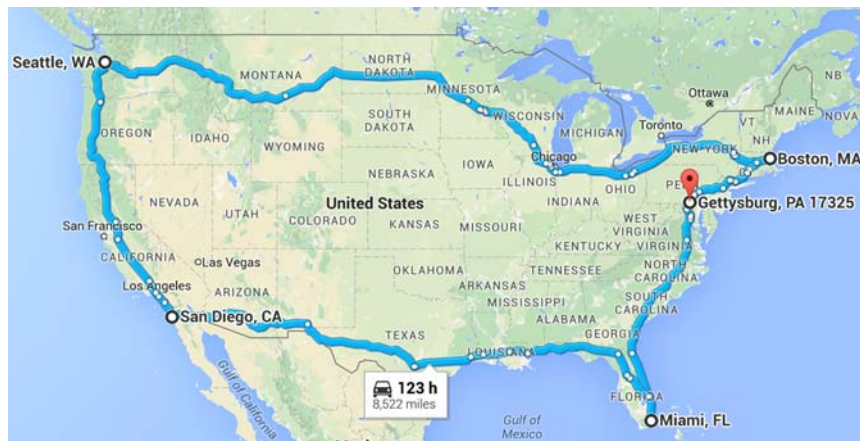 Seattle, WA
MONTANA
NORTH
DAKOTA
MINNESOTA
Ottawa
NB
MAINE
NOVA
OREGON
IDAHO
WYOMING
SOUTH
DAKOTA
WISCONSIN
MICHIGAN
Toronto
VT
NH
NEW YORK
Boston, MA
NEBRASKA
IOWA
Chicago
ILLINOIS
INDIANA
OHIO
PE
Gettysburg, PA 17325
NEVADA
UTAH
COLORADO
United States
KANSAS
MISSOURI
WEST
VIRGINIA
KENTUCKY
VIRGINIA
San Francisco
CALIFORNIA
Las Vegas
OKLAHOMA
TENNESSEE
NORTH
CAROLINA
Los Angeles
ARIZONA
ARKANSAS
SOUTH
CAROLINA
MISSISSIPPI
San Diego, CA
TEXAS
ALABAMA
GEORGIA
LOUISIANA
123 h
8,522 miles
Gulf of
California
FLORIDA
Gulf of
Mexico
Miami, FL